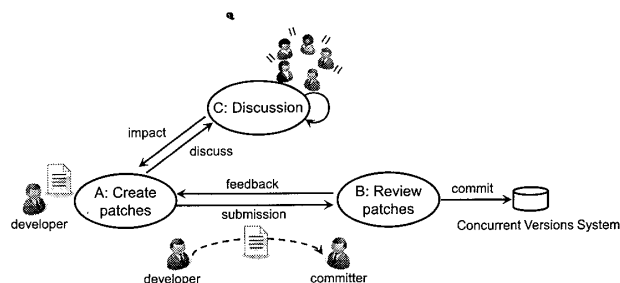 C: Discussion
impact
discuss
A: Create
patches
feedback
submission
B: Review
patches
commit
developer
Concurrent Versions System
developer
committer